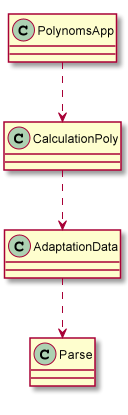 C PolynomsApp
C CalculationPoly
C AdaptationData
C Parse